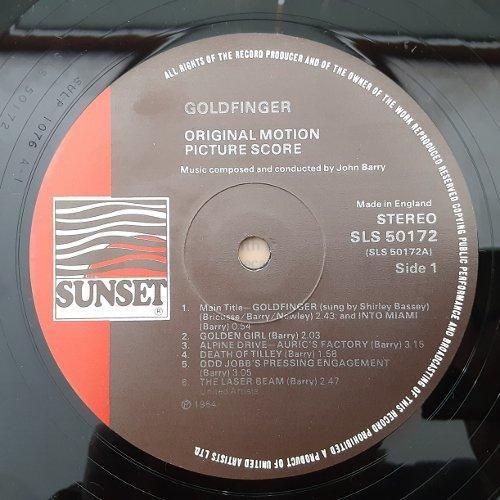 ALL RIGHTS OF THE RECORD PRODUCER AND OF THE OWNER OF THE WORK REPRODUCED RESERVED COPYING PUBLIC PERFORMANCE AND BROADCASTING OF THIS RECORD PROHIBITED A PRODUCT OF UNITED ARTISTS LTD.
GOLDFINGER
ORIGINAL MOTION
PICTURE SCORE
Music composed and conducted by John Barry
Made in England
STEREO
SLS 50172
(SLS 50172A)
Side 1
SUNSET ®
1. Main Title—GOLDFINGER (sung by Shirley Bassey)
(Bricusse/Barry/Newley) 2.43: and INTO MIAMI
(Barry) 0.54
2. GOLDEN GIRL (Barry) 2.03
3. ALPINE DRIVE—AURIC'S FACTORY (Barry) 3.15
4. DEATH OF TILLEY (Barry) 1.58
5. ODD JOBB'S PRESSING ENGAGEMENT
(Barry) 3.05
6. THE LASER BEAM (Barry) 2.47
United Artists
℗ 1964
SULP 1076 A-1